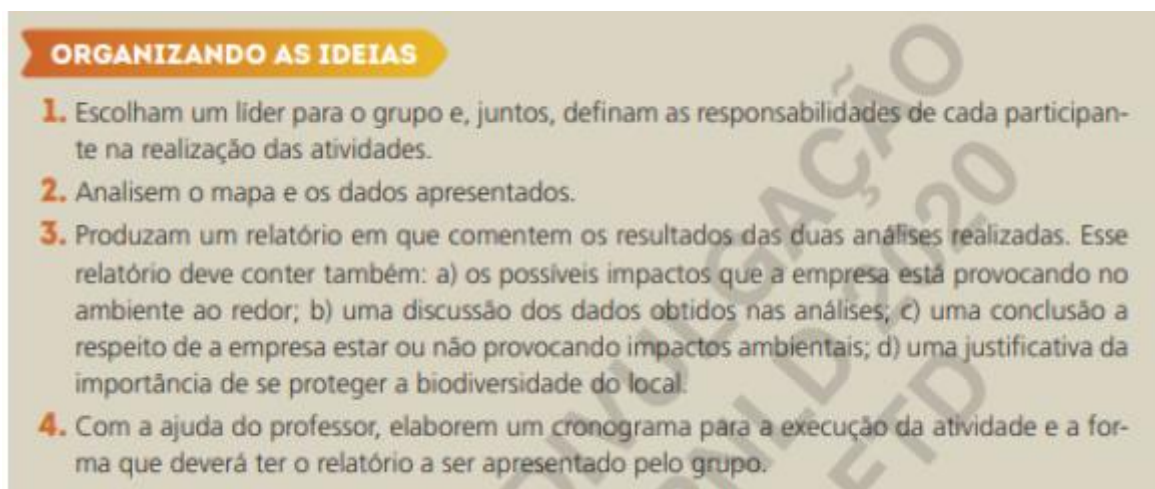 ORGANIZANDO AS IDEIAS
1. Escolham um líder para o grupo e, juntos, definam as responsabilidades de cada participan-
te na realização das atividades.
2. Analisem o mapa e os dados apresentados.
3. Produzam um relatório em que comentem os resultados das duas análises realizadas. Esse
relatório deve conter também: a) os possíveis impactos que a empresa está provocando no
ambiente ao redor; b) uma discussão dos dados obtidos nas análises; c) uma conclusão a
respeito de a empresa estar ou não provocando impactos ambientais; d) uma justificativa da
importância de se proteger a biodiversidade do local.
4. Com a ajuda do professor, elaborem um cronograma para a execução da atividade e a for-
ma que deverá ter o relatório a ser apresentado pelo grupo.
DIVULGAÇÃO
PNLD 2020
FTD